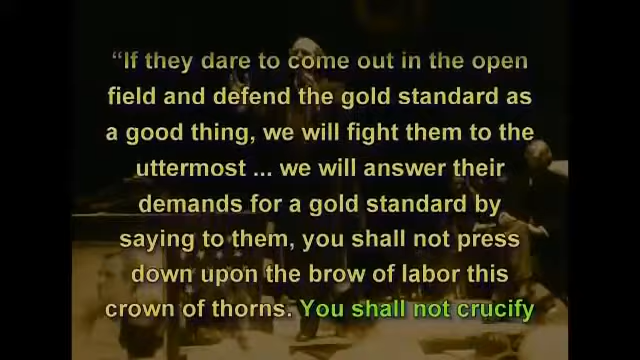 “If they dare to come out in the open
field and defend the gold standard as
a good thing, we will fight them to the
uttermost ... we will answer their
demands for a gold standard by
saying to them, you shall not press
down upon the brow of labor this
crown of thorns. You shall not crucify